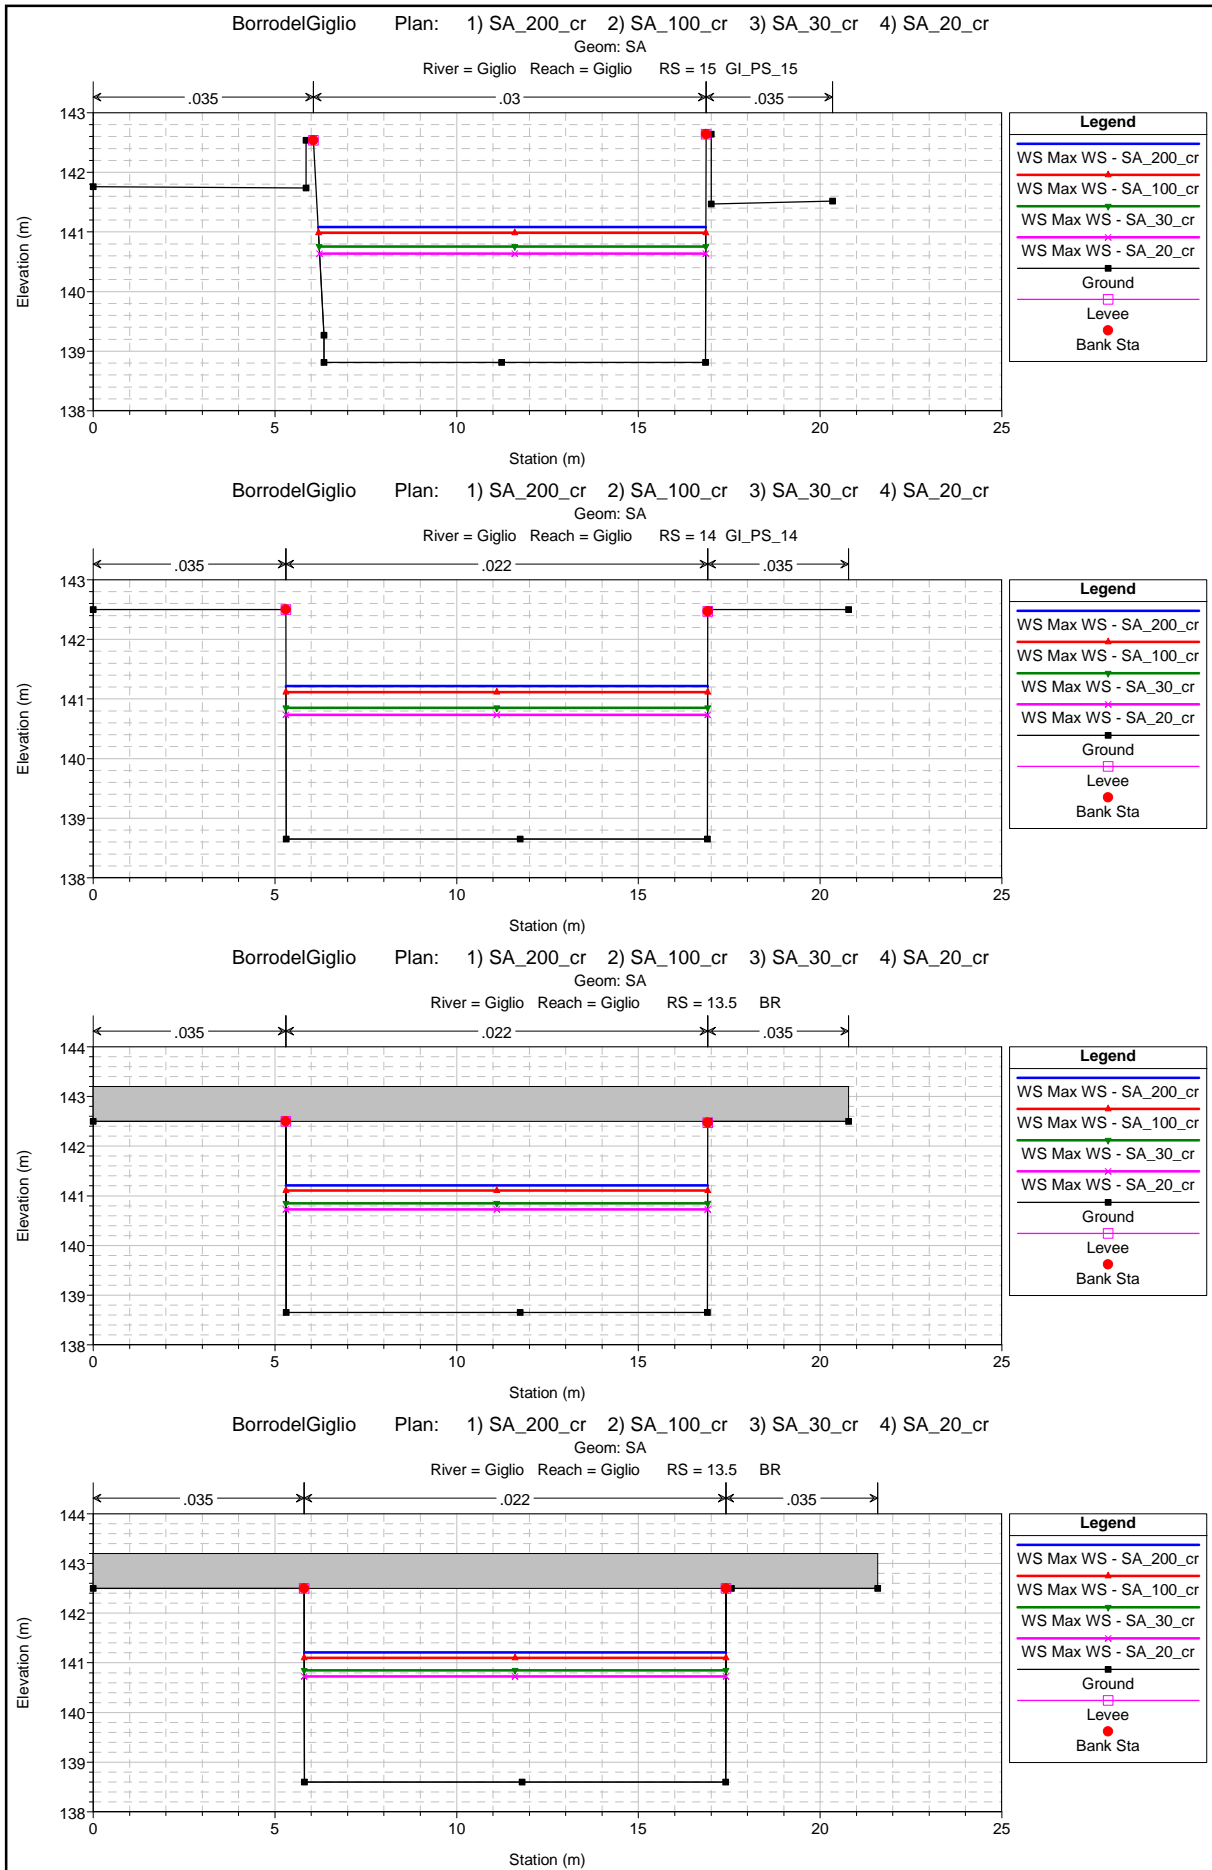 BorrodelGiglio Plan: 1) SA_200_cr 2) SA_100_cr 3) SA_30_cr 4) SA_20_cr
Geom: SA
River = Giglio Reach = Giglio RS = 15 GI_PS_15
.035 .03 .035
143
142
141
140
139
138
Elevation (m)
0 5 10 15 20 25
Station (m)
Legend
WS Max WS - SA_200_cr
WS Max WS - SA_100_cr
WS Max WS - SA_30_cr
WS Max WS - SA_20_cr
Ground
Levee
Bank Sta
BorrodelGiglio Plan: 1) SA_200_cr 2) SA_100_cr 3) SA_30_cr 4) SA_20_cr
Geom: SA
River = Giglio Reach = Giglio RS = 14 GI_PS_14
.035 .022 .035
143
142
141
140
139
138
Elevation (m)
0 5 10 15 20 25
Station (m)
Legend
WS Max WS - SA_200_cr
WS Max WS - SA_100_cr
WS Max WS - SA_30_cr
WS Max WS - SA_20_cr
Ground
Levee
Bank Sta
BorrodelGiglio Plan: 1) SA_200_cr 2) SA_100_cr 3) SA_30_cr 4) SA_20_cr
Geom: SA
River = Giglio Reach = Giglio RS = 13.5 BR
.035 .022 .035
144
143
142
141
140
139
138
Elevation (m)
0 5 10 15 20 25
Station (m)
Legend
WS Max WS - SA_200_cr
WS Max WS - SA_100_cr
WS Max WS - SA_30_cr
WS Max WS - SA_20_cr
Ground
Levee
Bank Sta
BorrodelGiglio Plan: 1) SA_200_cr 2) SA_100_cr 3) SA_30_cr 4) SA_20_cr
Geom: SA
River = Giglio Reach = Giglio RS = 13.5 BR
.035 .022 .035
144
143
142
141
140
139
138
Elevation (m)
0 5 10 15 20 25
Station (m)
Legend
WS Max WS - SA_200_cr
WS Max WS - SA_100_cr
WS Max WS - SA_30_cr
WS Max WS - SA_20_cr
Ground
Levee
Bank Sta